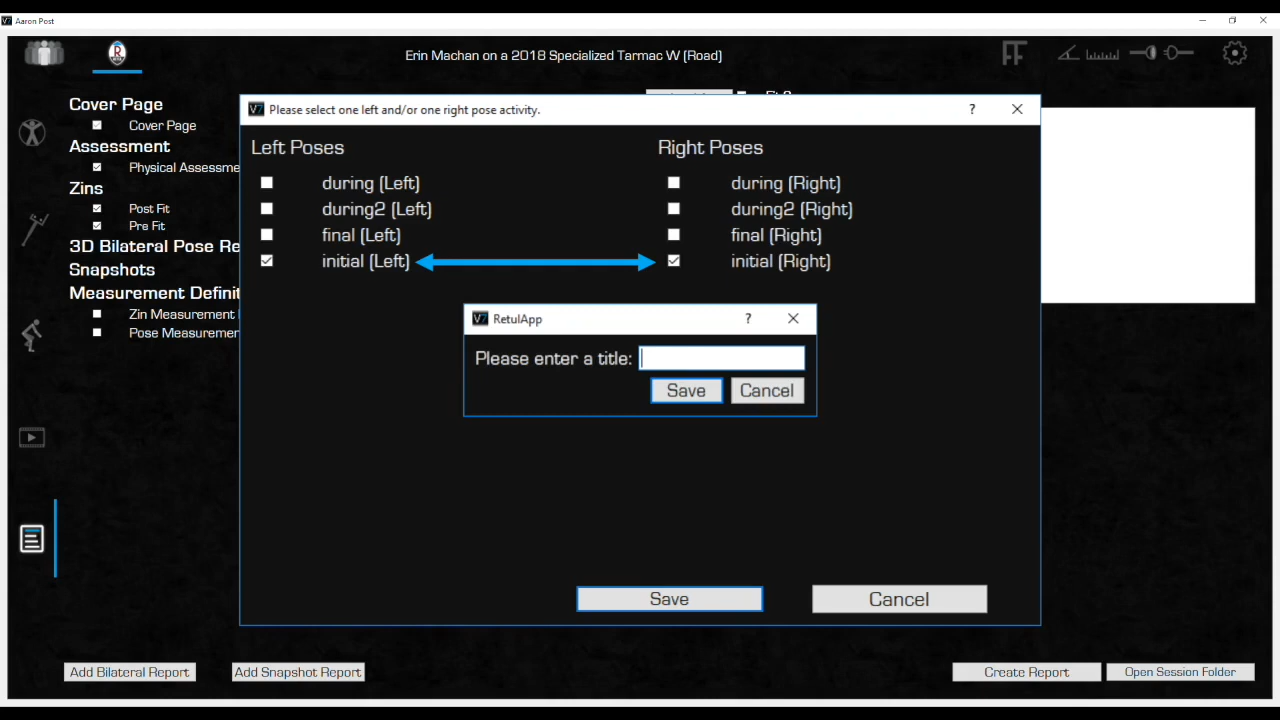 Aaron Post
Erin Machan on a 2018 Specialized Tarmac W (Road)
Cover Page
Cover Page
Assessment
Physical Assessme
Zins
Post Fit
Pre Fit
3D Bilateral Pose Re
Snapshots
Measurement Definit
Zin Measurement
Pose Measuremer
Please select one left and/or one right pose activity.
?
Left Poses
Right Poses
during (Left)
during (Right)
during2 (Left)
during2 (Right)
final (Left)
final (Right)
initial (Left)
initial (Right)
RetulApp
?
Please enter a title:
Save
Cancel
Save
Cancel
Add Bilateral Report
Add Snapshot Report
Create Report
Open Session Folder